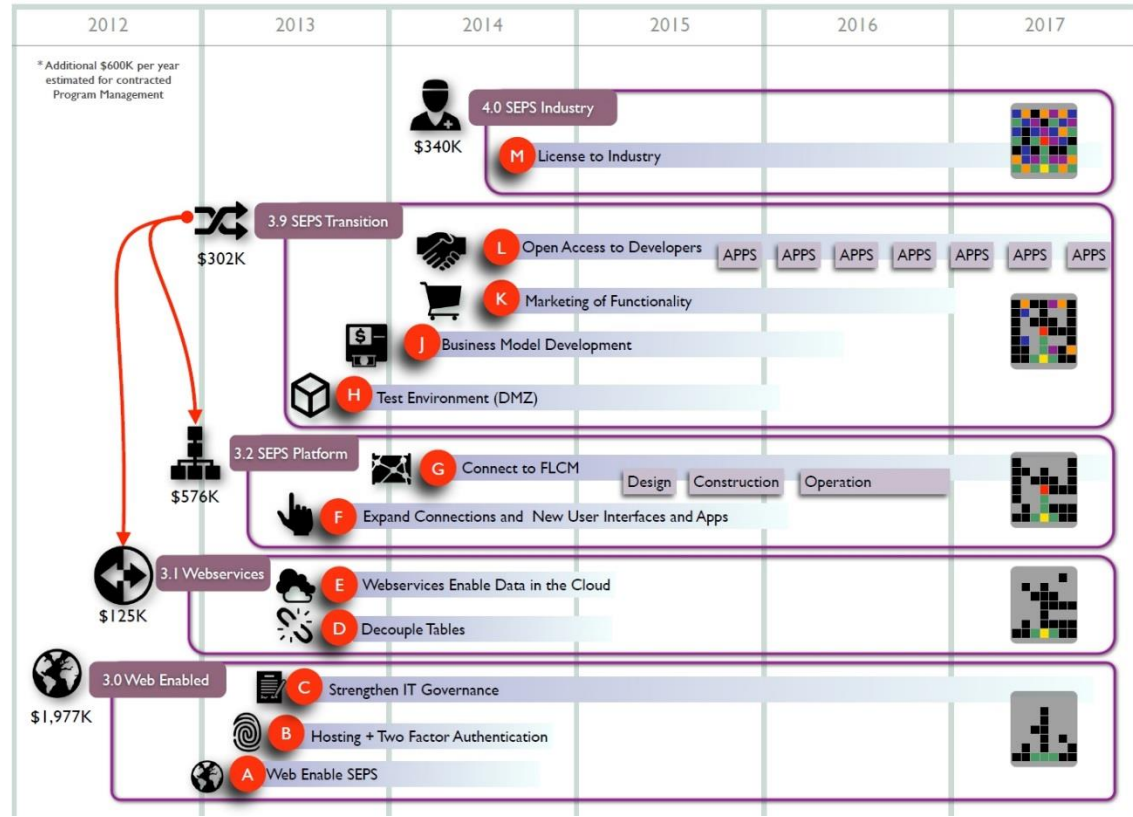 2012 2013 2014 2015 2016 2017
* Additional $600K per year
estimated for contracted
Program Management
4.0 SEPS Industry
$340K
M License to Industry
3.9 SEPS Transition
$302K
L Open Access to Developers APPS APPS APPS APPS APPS APPS APPS
K Marketing of Functionality
$
J Business Model Development
H Test Environment (DMZ)
3.2 SEPS Platform
$576K
G Connect to FLCM
Design Construction Operation
F Expand Connections and New User Interfaces and Apps
3.1 Webservices
$125K
E Webservices Enable Data in the Cloud
D Decouple Tables
3.0 Web Enabled
$1,977K
C Strengthen IT Governance
B Hosting + Two Factor Authentication
A Web Enable SEPS